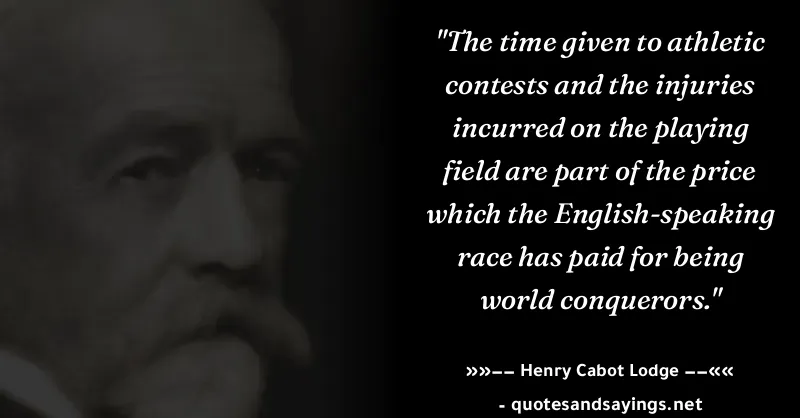 "The time given to athletic
contests and the injuries
incurred on the playing
field are part of the price
which the English-speaking
race has paid for being
world conquerors."
»»−− Henry Cabot Lodge −−««
- quotesandsayings.net